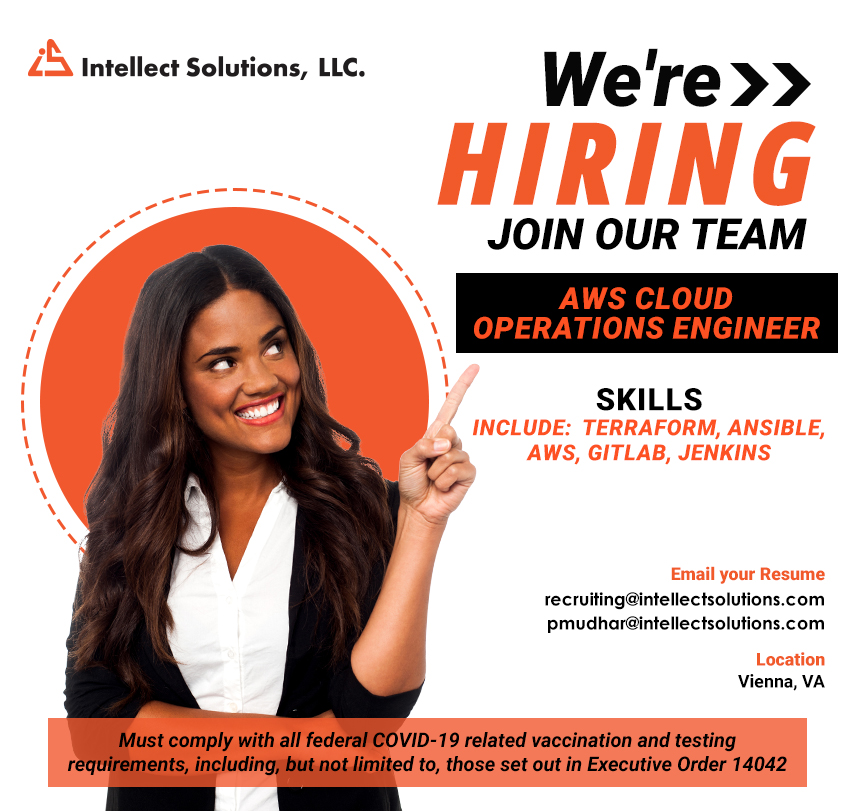 Intellect Solutions, LLC.
We're
HIRING
JOIN OUR TEAM
AWS CLOUD
OPERATIONS ENGINEER
SKILLS
INCLUDE: TERRAFORM, ANSIBLE,
AWS, GITLAB, JENKINS
Email your Resume
recruiting@intellectsolutions.com
pmudhar@intellectsolutions.com
Location
Vienna, VA
Must comply with all federal COVID-19 related vaccination and testing
requirements, including, but not limited to, those set out in Executive Order 14042